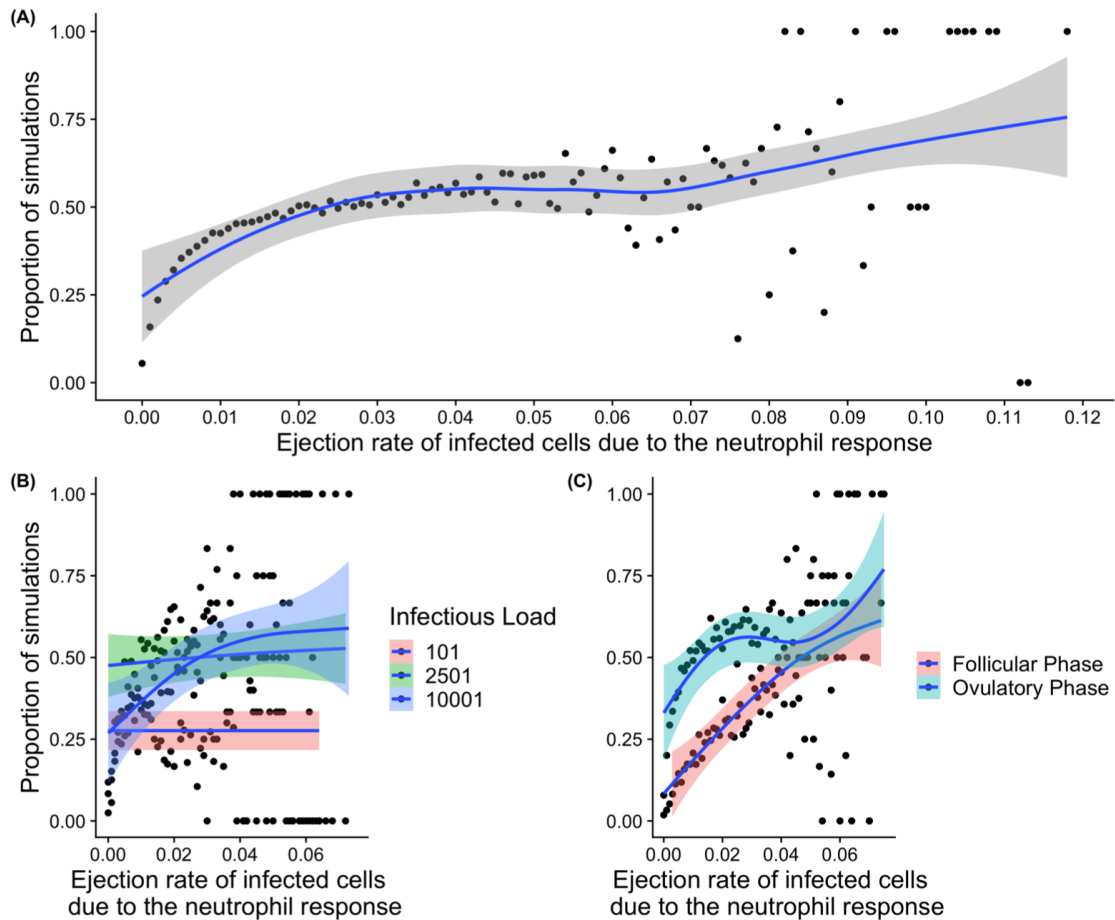 (A)
Proportion of simulations
1.00
0.75
0.50
0.25
0.00
0.00 0.01 0.02 0.03 0.04 0.05 0.06 0.07 0.08 0.09 0.10 0.11 0.12
Ejection rate of infected cells due to the neutrophil response
(B)
Proportion of simulations
1.00
0.75
0.50
0.25
0.00
0.00 0.02 0.04 0.06
Ejection rate of infected cells
due to the neutrophil response
Infectious Load
101
2501
10001
(C)
1.00
0.75
0.50
0.25
0.00
0.00 0.02 0.04 0.06
Ejection rate of infected cells
due to the neutrophil response
Follicular Phase
Ovulatory Phase